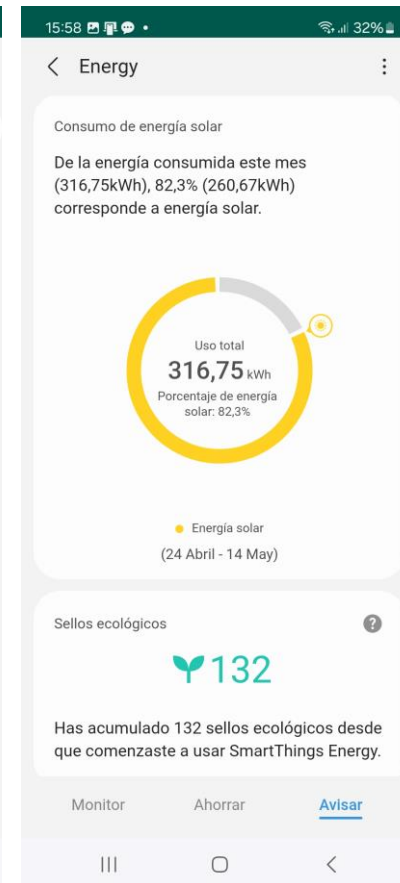 15:58
32%
Energy
Consumo de energía solar
De la energía consumida este mes
(316,75kWh), 82,3% (260,67kWh)
corresponde a energía solar.
Uso total
316,75 kWh
Porcentaje de energía
solar: 82,3%
Energía solar
(24 Abril - 14 May)
Sellos ecológicos
?
132
Has acumulado 132 sellos ecológicos desde
que comenzaste a usar SmartThings Energy.
Monitor Ahorrar Avisar